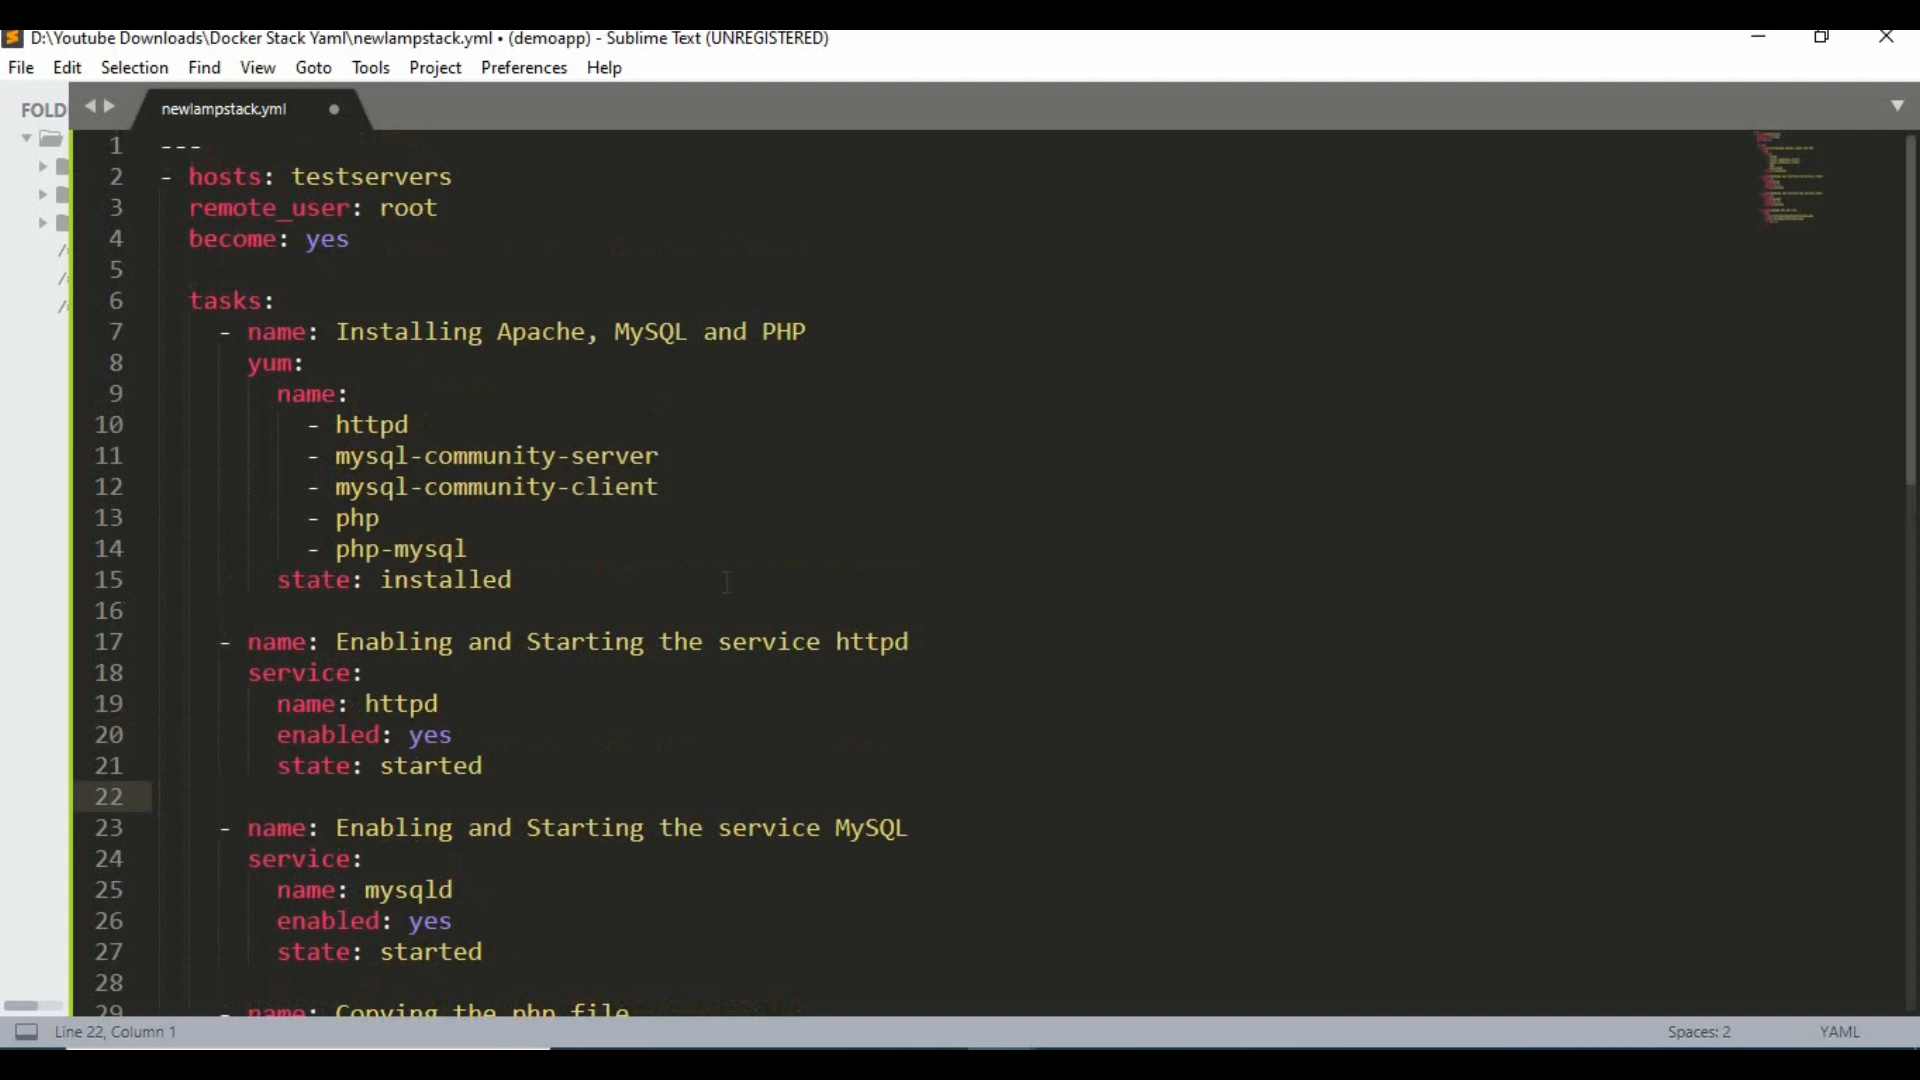 D:\Youtube Downloads\Docker Stack Yaml\newlampstack.yml • (demoapp) - Sublime Text (UNREGISTERED)
File Edit Selection Find View Goto Tools Project Preferences Help
FOLD
newlampstack.yml
1 ---
2 - hosts: testservers
3 remote_user: root
4 become: yes
5
6 tasks:
7 - name: Installing Apache, MySQL and PHP
8 yum:
9 name:
10 - httpd
11 - mysql-community-server
12 - mysql-community-client
13 - php
14 - php-mysql
15 state: installed
16
17 - name: Enabling and Starting the service httpd
18 service:
19 name: httpd
20 enabled: yes
21 state: started
22
23 - name: Enabling and Starting the service MySQL
24 service:
25 name: mysqld
26 enabled: yes
27 state: started
28
29 - name: Copying the php file
Line 22, Column 1 Spaces: 2 YAML